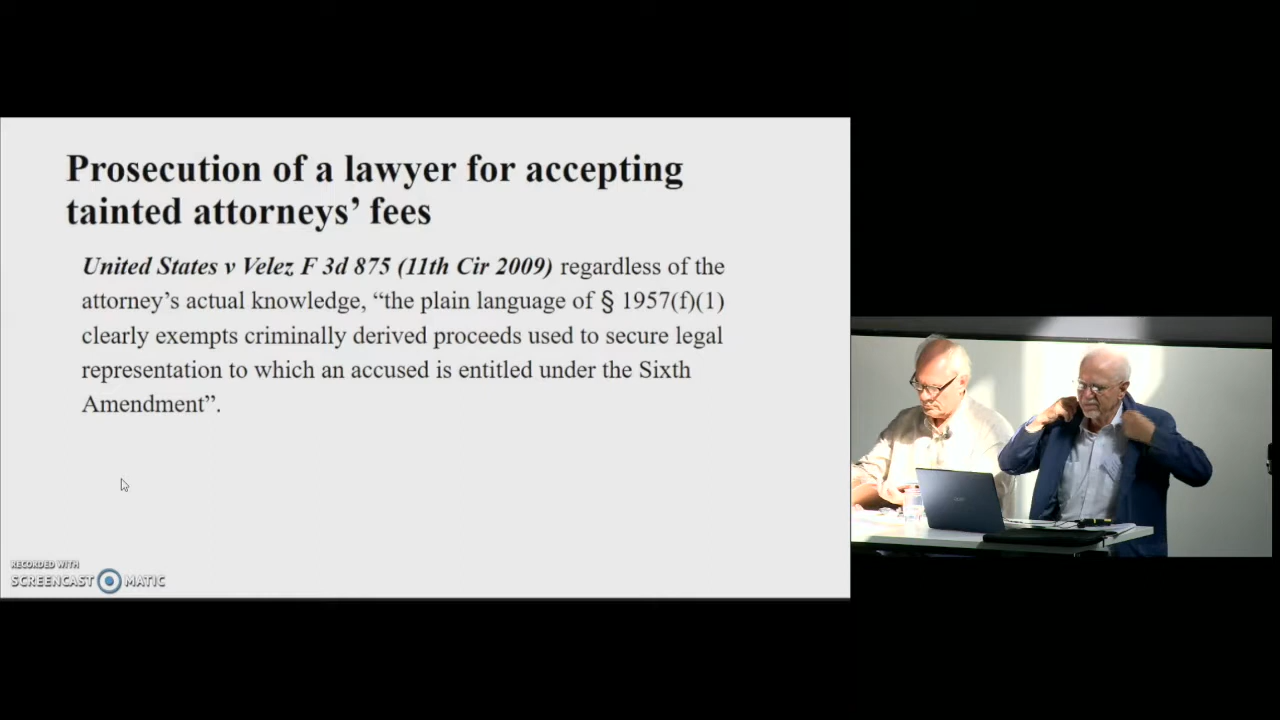 Prosecution of a lawyer for accepting
tainted attorneys’ fees
United States v Velez F 3d 875 (11th Cir 2009) regardless of the
attorney’s actual knowledge, “the plain language of § 1957(f)(1)
clearly exempts criminally derived proceeds used to secure legal
representation to which an accused is entitled under the Sixth
Amendment”.
RECORDED WITH
SCREENCAST MATIC